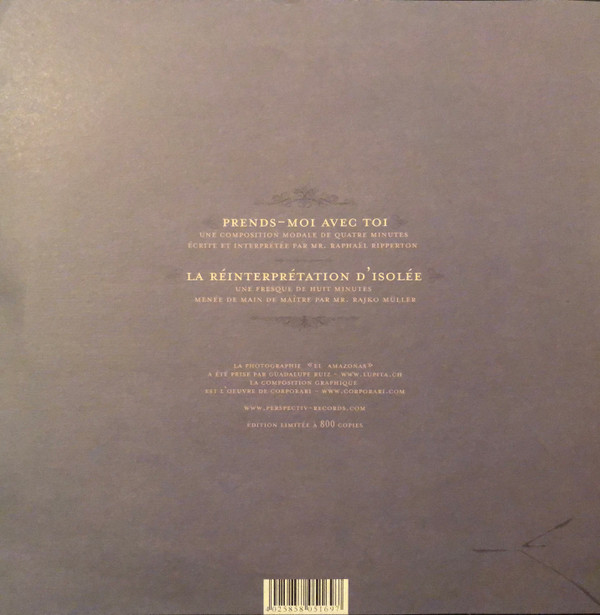 PRENDS-MOI AVEC TOI
UNE COMPOSITION MODALE DE QUATRE MINUTES
ÉCRITE ET INTERPRÉTÉE PAR MR. RAPHAËL RIPPERTON
LA RÉINTERPRÉTATION D'ISOLÉE
UNE FRESQUE DE HUIT MINUTES
MENÉE DE MAIN DE MAÎTRE PAR MR. RAJKO MÜLLER
LA PHOTOGRAPHIE «EL AMAZONAS»
A ÉTÉ PRISE PAR GUADALUPE RUIZ - WWW.LUPITA.CH
LA COMPOSITION GRAPHIQUE
EST L'OEUVRE DE CORPORARI - WWW.CORPORARI.COM
WWW.PERSPECTIV-RECORDS.COM
ÉDITION LIMITÉE À 800 COPIES